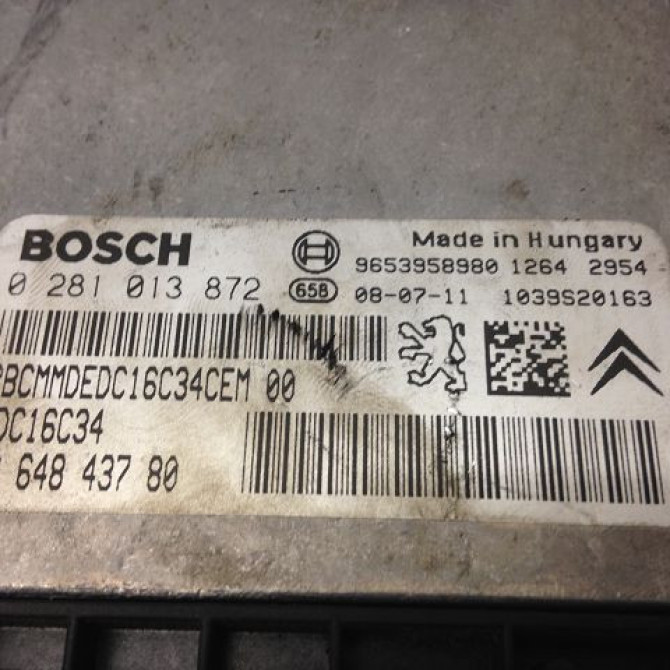 BOSCH
Made in Hungary
9653958980 1264 2954
0 281 013 872
65B
08-07-11 1039S20163
BCMMDEDC16C34CEM 00
DC16C34
648 437 80